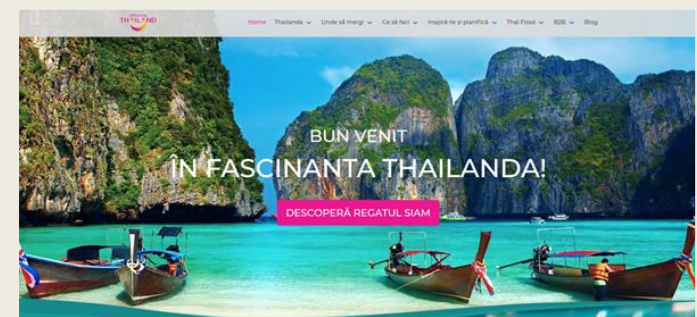 THAILAND
Home Thailanda Unde să mergi Ce să faci Inspiră-te și planifică Thai Food B2B Blog
BUN VENIT
ÎN FASCINANTA THAILANDA!
DESCOPERĂ REGATUL SIAM